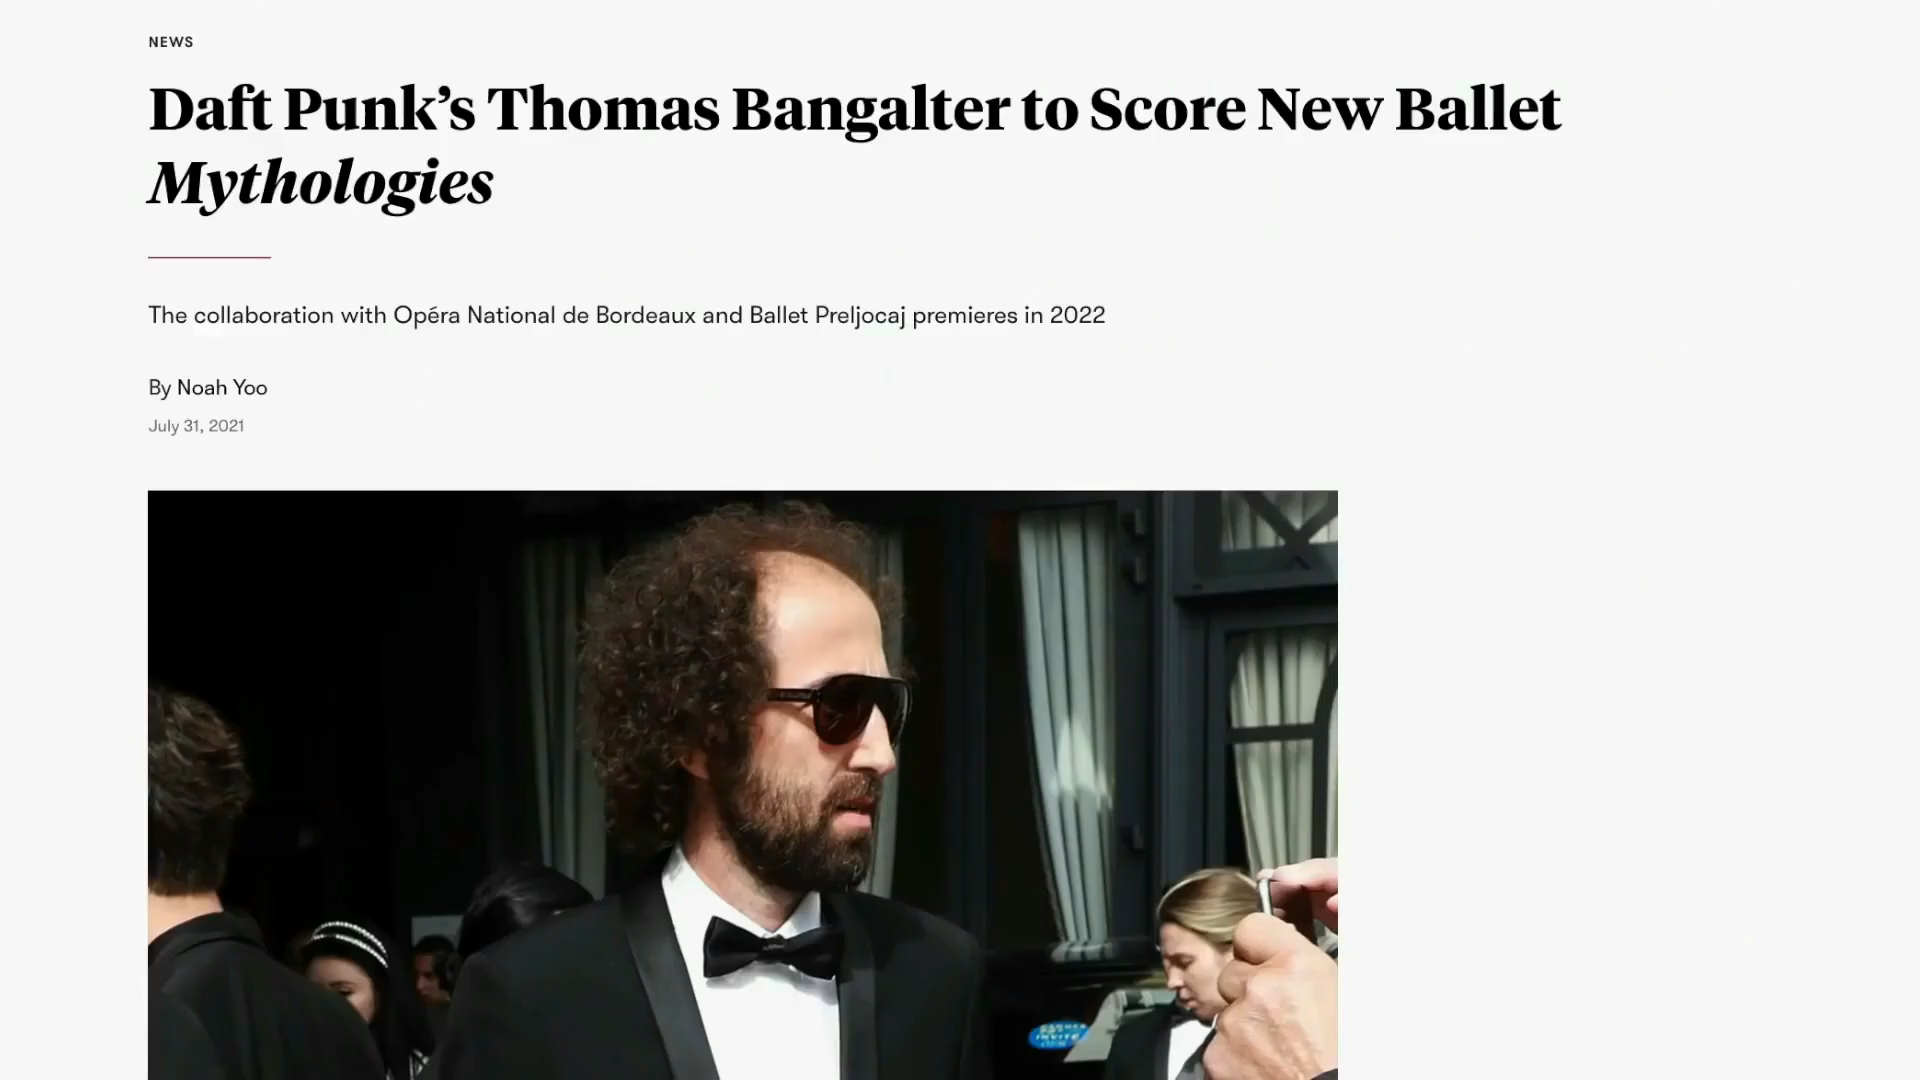 NEWS
Daft Punk’s Thomas Bangalter to Score New Ballet
Mythologies
The collaboration with Opéra National de Bordeaux and Ballet Preljocaj premieres in 2022
By Noah Yoo
July 31, 2021